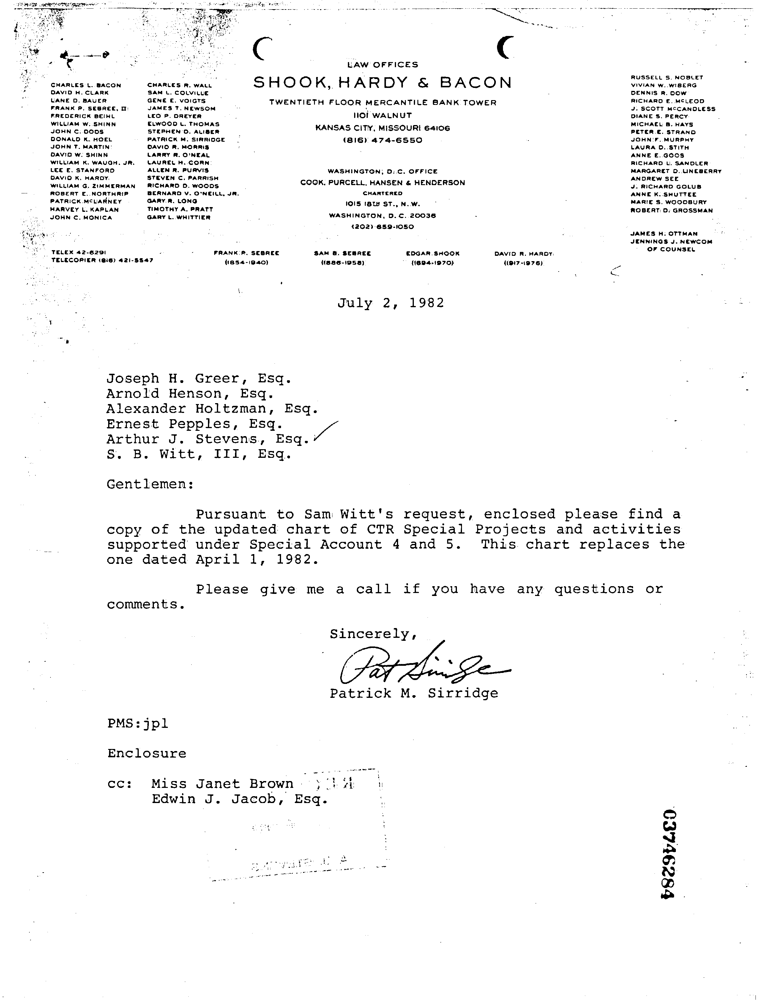 LAW OFFICES
SHOOK, HARDY & BACON
TWENTIETH FLOOR MERCANTILE BANK TOWER
1101 WALNUT
KANSAS CITY, MISSOURI 64106
(816) 474-6550
WASHINGTON, D. C. OFFICE
COOK, PURCELL, HANSEN & HENDERSON
CHARTERED
1015 18th ST., N. W.
WASHINGTON, D. C. 20036
(202) 659-1050
CHARLES L. BACON
DAVID H. CLARK
LANE D. BAUER
FRANK P. SEBREE, II
FREDERICK BEIHL
WILLIAM W. SHINN
JOHN C. DODS
DONALD K. HOEL
JOHN T. MARTIN
DAVID W. SHINN
WILLIAM K. WAUGH, JR.
LEE E. STANFORD
DAVID K. HARDY
WILLIAM G. ZIMMERMAN
ROBERT E. NORTHRIP
PATRICK McLARNEY
HARVEY L. KAPLAN
JOHN C. MONICA
CHARLES R. WALL
SAM L. COLVILLE
GENE E. VOIGTS
JAMES T. NEWSOM
LEO P. DREYER
ELWOOD L. THOMAS
STEPHEN D. ALIBER
PATRICK M. SIRRIDGE
DAVID R. MORRIS
LARRY R. O'NEAL
LAUREL H. CORN
ALLEN R. PURVIS
STEVEN C. PARRISH
RICHARD D. WOODS
BERNARD V. O'NEILL, JR.
GARY R. LONG
TIMOTHY A. PRATT
GARY L. WHITTIER
RUSSELL S. NOBLET
VIVIAN W. WIBERG
DENNIS R. DOW
RICHARD E. McLEOD
J. SCOTT McCANDLESS
DIANE S. PERCY
MICHAEL B. HAYS
PETER E. STRAND
JOHN F. MURPHY
LAURA D. STITH
ANNE E. GOOS
RICHARD L. SANDLER
MARGARET D. LINEBERRY
ANDREW SEE
J. RICHARD GOLUB
ANNE K. SHUTTEE
MARIE S. WOODBURY
ROBERT D. GROSSMAN
JAMES H. OTTMAN
JENNINGS J. NEWCOM
OF COUNSEL
TELEX 42-6291
TELECOPIER (816) 421-5547
FRANK P. SEBREE
(1854-1940)
SAM B. SEBREE
(1886-1958)
EDGAR SHOOK
(1894-1970)
DAVID R. HARDY
(1917-1976)
July 2, 1982
Joseph H. Greer, Esq.
Arnold Henson, Esq.
Alexander Holtzman, Esq.
Ernest Pepples, Esq.
Arthur J. Stevens, Esq.
S. B. Witt, III, Esq.
Gentlemen:
Pursuant to Sam Witt's request, enclosed please find a
copy of the updated chart of CTR Special Projects and activities
supported under Special Account 4 and 5. This chart replaces the
one dated April 1, 1982.
Please give me a call if you have any questions or
comments.
Sincerely,
Patrick M. Sirridge
PMS:jpl
Enclosure
cc: Miss Janet Brown
Edwin J. Jacob, Esq.
03746284